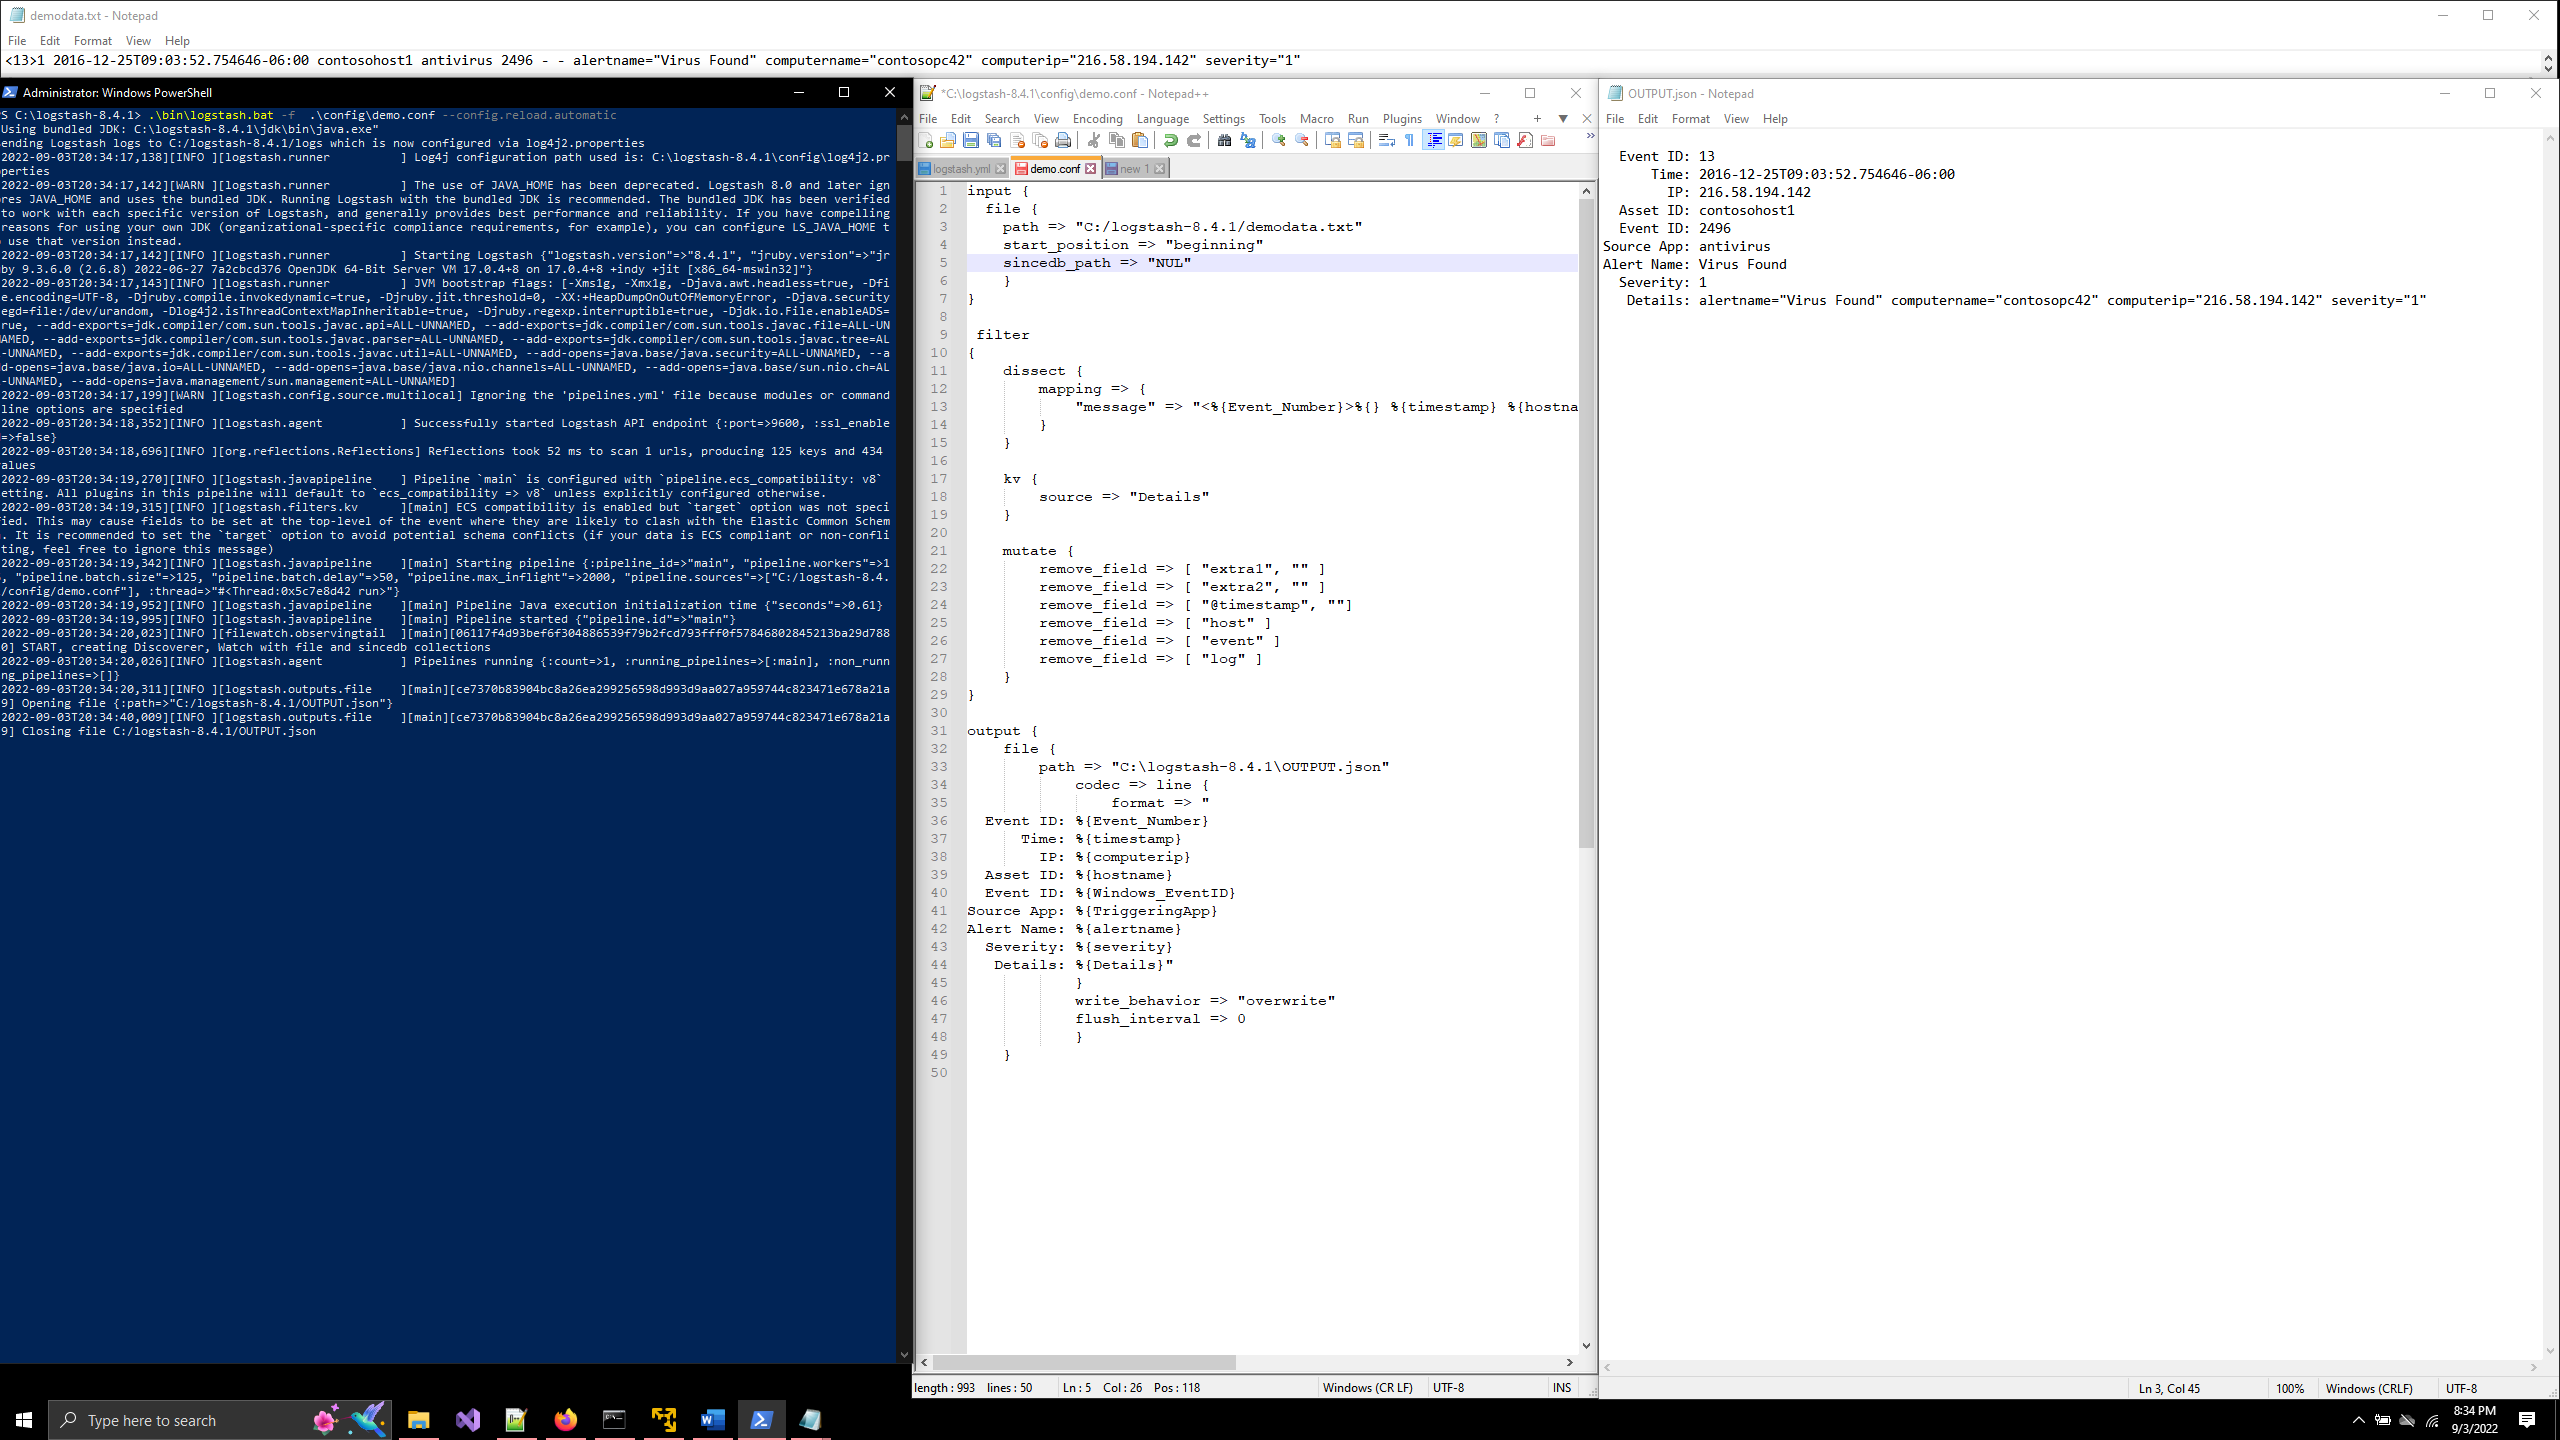 demodata.txt - Notepad
File Edit Format View Help
<13>1 2016-12-25T09:03:52.754646-06:00 contosohost1 antivirus 2496 - - alertname="Virus Found" computername="contosopc42" computerip="216.58.194.142" severity="1"
Administrator: Windows PowerShell
S C:\logstash-8.4.1> .\bin\logstash.bat -f .\config\demo.conf --config.reload.automatic
Using bundled JDK: C:\logstash-8.4.1\jdk\bin\java.exe"
ending Logstash logs to C:/logstash-8.4.1/logs which is now configured via log4j2.properties
2022-09-03T20:34:17,138][INFO ][logstash.runner ] Log4j configuration path used is: C:\logstash-8.4.1\config\log4j2.pr
perties
2022-09-03T20:34:17,142][WARN ][logstash.runner ] The use of JAVA_HOME has been deprecated. Logstash 8.0 and later ign
res JAVA_HOME and uses the bundled JDK. Running Logstash with the bundled JDK is recommended. The bundled JDK has been verified
to work with each specific version of Logstash, and generally provides best performance and reliability. If you have compelling
reasons for using your own JDK (organizational-specific compliance requirements, for example), you can configure LS_JAVA_HOME t
use that version instead.
2022-09-03T20:34:17,142][INFO ][logstash.runner ] Starting Logstash {"logstash.version"=>"8.4.1", "jruby.version"=>"jr
by 9.3.6.0 (2.6.8) 2022-06-27 7a2cbcd376 OpenJDK 64-Bit Server VM 17.0.4+8 on 17.0.4+8 +indy +jit [x86_64-mswin32]"}
2022-09-03T20:34:17,143][INFO ][logstash.runner ] JVM bootstrap flags: [-Xms1g, -Xmx1g, -Djava.awt.headless=true, -Dfi
e.encoding=UTF-8, -Djruby.compile.invokedynamic=true, -Djruby.jit.threshold=0, -XX:+HeapDumpOnOutOfMemoryError, -Djava.security
egd=file:/dev/urandom, -Dlog4j2.isThreadContextMapInheritable=true, -Djruby.regexp.interruptible=true, -Djdk.io.File.enableADS=
rue, --add-exports=jdk.compiler/com.sun.tools.javac.api=ALL-UNNAMED, --add-exports=jdk.compiler/com.sun.tools.javac.file=ALL-UN
AMED, --add-exports=jdk.compiler/com.sun.tools.javac.parser=ALL-UNNAMED, --add-exports=jdk.compiler/com.sun.tools.javac.tree=AL
-UNNAMED, --add-exports=jdk.compiler/com.sun.tools.javac.util=ALL-UNNAMED, --add-opens=java.base/java.security=ALL-UNNAMED, --a
d-opens=java.base/java.io=ALL-UNNAMED, --add-opens=java.base/java.nio.channels=ALL-UNNAMED, --add-opens=java.base/sun.nio.ch=AL
-UNNAMED, --add-opens=java.management/sun.management=ALL-UNNAMED]
2022-09-03T20:34:17,199][WARN ][logstash.config.source.multilocal] Ignoring the 'pipelines.yml' file because modules or command
line options are specified
2022-09-03T20:34:18,352][INFO ][logstash.agent ] Successfully started Logstash API endpoint {:port=>9600, :ssl_enable
=>false}
2022-09-03T20:34:18,696][INFO ][org.reflections.Reflections] Reflections took 52 ms to scan 1 urls, producing 125 keys and 434
alues
2022-09-03T20:34:19,270][INFO ][logstash.javapipeline ] Pipeline `main` is configured with `pipeline.ecs_compatibility: v8`
etting. All plugins in this pipeline will default to `ecs_compatibility => v8` unless explicitly configured otherwise.
2022-09-03T20:34:19,315][INFO ][logstash.filters.kv ][main] ECS compatibility is enabled but `target` option was not speci
ied. This may cause fields to be set at the top-level of the event where they are likely to clash with the Elastic Common Schem
. It is recommended to set the `target` option to avoid potential schema conflicts (if your data is ECS compliant or non-confli
ting, feel free to ignore this message)
2022-09-03T20:34:19,342][INFO ][logstash.javapipeline ][main] Starting pipeline {:pipeline_id=>"main", "pipeline.workers"=>1
, "pipeline.batch.size"=>125, "pipeline.batch.delay"=>50, "pipeline.max_inflight"=>2000, "pipeline.sources"=>["C:/logstash-8.4.
/config/demo.conf"], :thread=>"#<Thread:0x5c7e8d42 run>"}
2022-09-03T20:34:19,952][INFO ][logstash.javapipeline ][main] Pipeline Java execution initialization time {"seconds"=>0.61}
2022-09-03T20:34:19,995][INFO ][logstash.javapipeline ][main] Pipeline started {"pipeline.id"=>"main"}
2022-09-03T20:34:20,023][INFO ][filewatch.observingtail ][main][06117f4d93bef6f304886539f79b2fcd793fff0f57846802845213ba29d788
0] START, creating Discoverer, Watch with file and sincedb collections
2022-09-03T20:34:20,026][INFO ][logstash.agent ] Pipelines running {:count=>1, :running_pipelines=>[:main], :non_runn
ng_pipelines=>[]}
2022-09-03T20:34:20,311][INFO ][logstash.outputs.file ][main][ce7370b83904bc8a26ea299256598d993d9aa027a959744c823471e678a21a
9] Opening file {:path=>"C:/logstash-8.4.1/OUTPUT.json"}
2022-09-03T20:34:40,009][INFO ][logstash.outputs.file ][main][ce7370b83904bc8a26ea299256598d993d9aa027a959744c823471e678a21a
9] Closing file C:/logstash-8.4.1/OUTPUT.json
*C:\logstash-8.4.1\config\demo.conf - Notepad++
File Edit Search View Encoding Language Settings Tools Macro Run Plugins Window ?
logstash.yml demo.conf new 1
1 input {
2 file {
3 path => "C:/logstash-8.4.1/demodata.txt"
4 start_position => "beginning"
5 sincedb_path => "NUL"
6 }
7 }
8
9 filter
10 {
11 dissect {
12 mapping => {
13 "message" => "<%{Event_Number}>%{} %{timestamp} %{hostna
14 }
15 }
16
17 kv {
18 source => "Details"
19 }
20
21 mutate {
22 remove_field => [ "extra1", "" ]
23 remove_field => [ "extra2", "" ]
24 remove_field => [ "@timestamp", ""]
25 remove_field => [ "host" ]
26 remove_field => [ "event" ]
27 remove_field => [ "log" ]
28 }
29 }
30
31 output {
32 file {
33 path => "C:\logstash-8.4.1\OUTPUT.json"
34 codec => line {
35 format => "
36 Event ID: %{Event_Number}
37 Time: %{timestamp}
38 IP: %{computerip}
39 Asset ID: %{hostname}
40 Event ID: %{Windows_EventID}
41 Source App: %{TriggeringApp}
42 Alert Name: %{alertname}
43 Severity: %{severity}
44 Details: %{Details}"
45 }
46 write_behavior => "overwrite"
47 flush_interval => 0
48 }
49 }
50
length : 993 lines : 50 Ln : 5 Col : 26 Pos : 118 Windows (CR LF) UTF-8 INS
OUTPUT.json - Notepad
File Edit Format View Help
Event ID: 13
Time: 2016-12-25T09:03:52.754646-06:00
IP: 216.58.194.142
Asset ID: contosohost1
Event ID: 2496
Source App: antivirus
Alert Name: Virus Found
Severity: 1
Details: alertname="Virus Found" computername="contosopc42" computerip="216.58.194.142" severity="1"
Ln 3, Col 45 100% Windows (CRLF) UTF-8
Type here to search
8:34 PM
9/3/2022